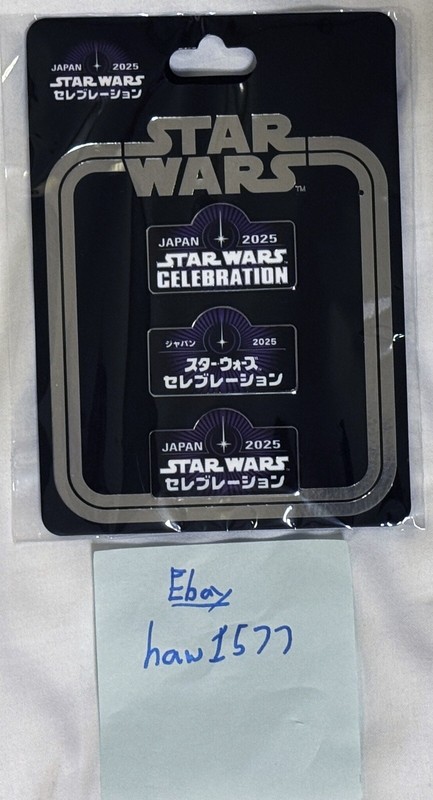 JAPAN 2025
STAR WARS
セレブレーション
STAR
WARS™
JAPAN 2025
STAR WARS
CELEBRATION
ジャパン 2025
スター・ウォーズ
セレブレーション
JAPAN 2025
STAR WARS
セレブレーション
Ebay
haw1577